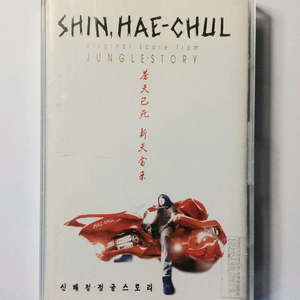 SHIN, HAE-CHUL
original score from
JUNGLE·STORY
蒼天已死 新天當來
신해철·정글스토리